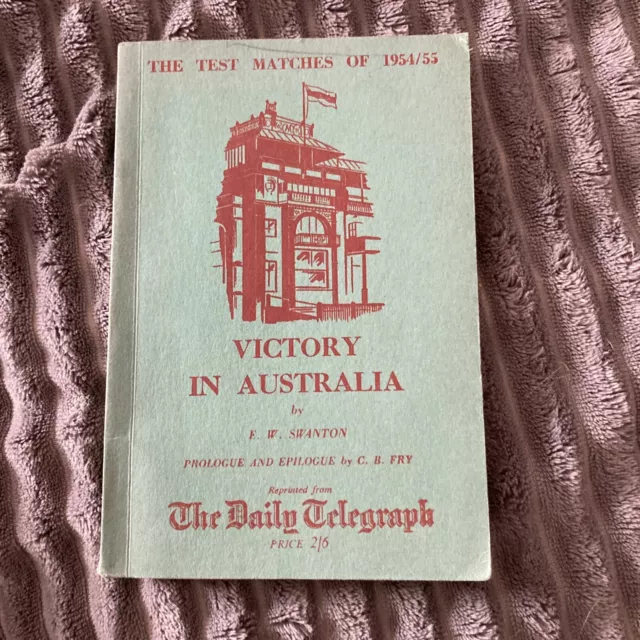 THE TEST MATCHES OF 1954/55
VICTORY
IN AUSTRALIA
by
E. W. SWANTON
PROLOGUE AND EPILOGUE by C. B. FRY
Reprinted from
The Daily Telegraph
PRICE 2/6